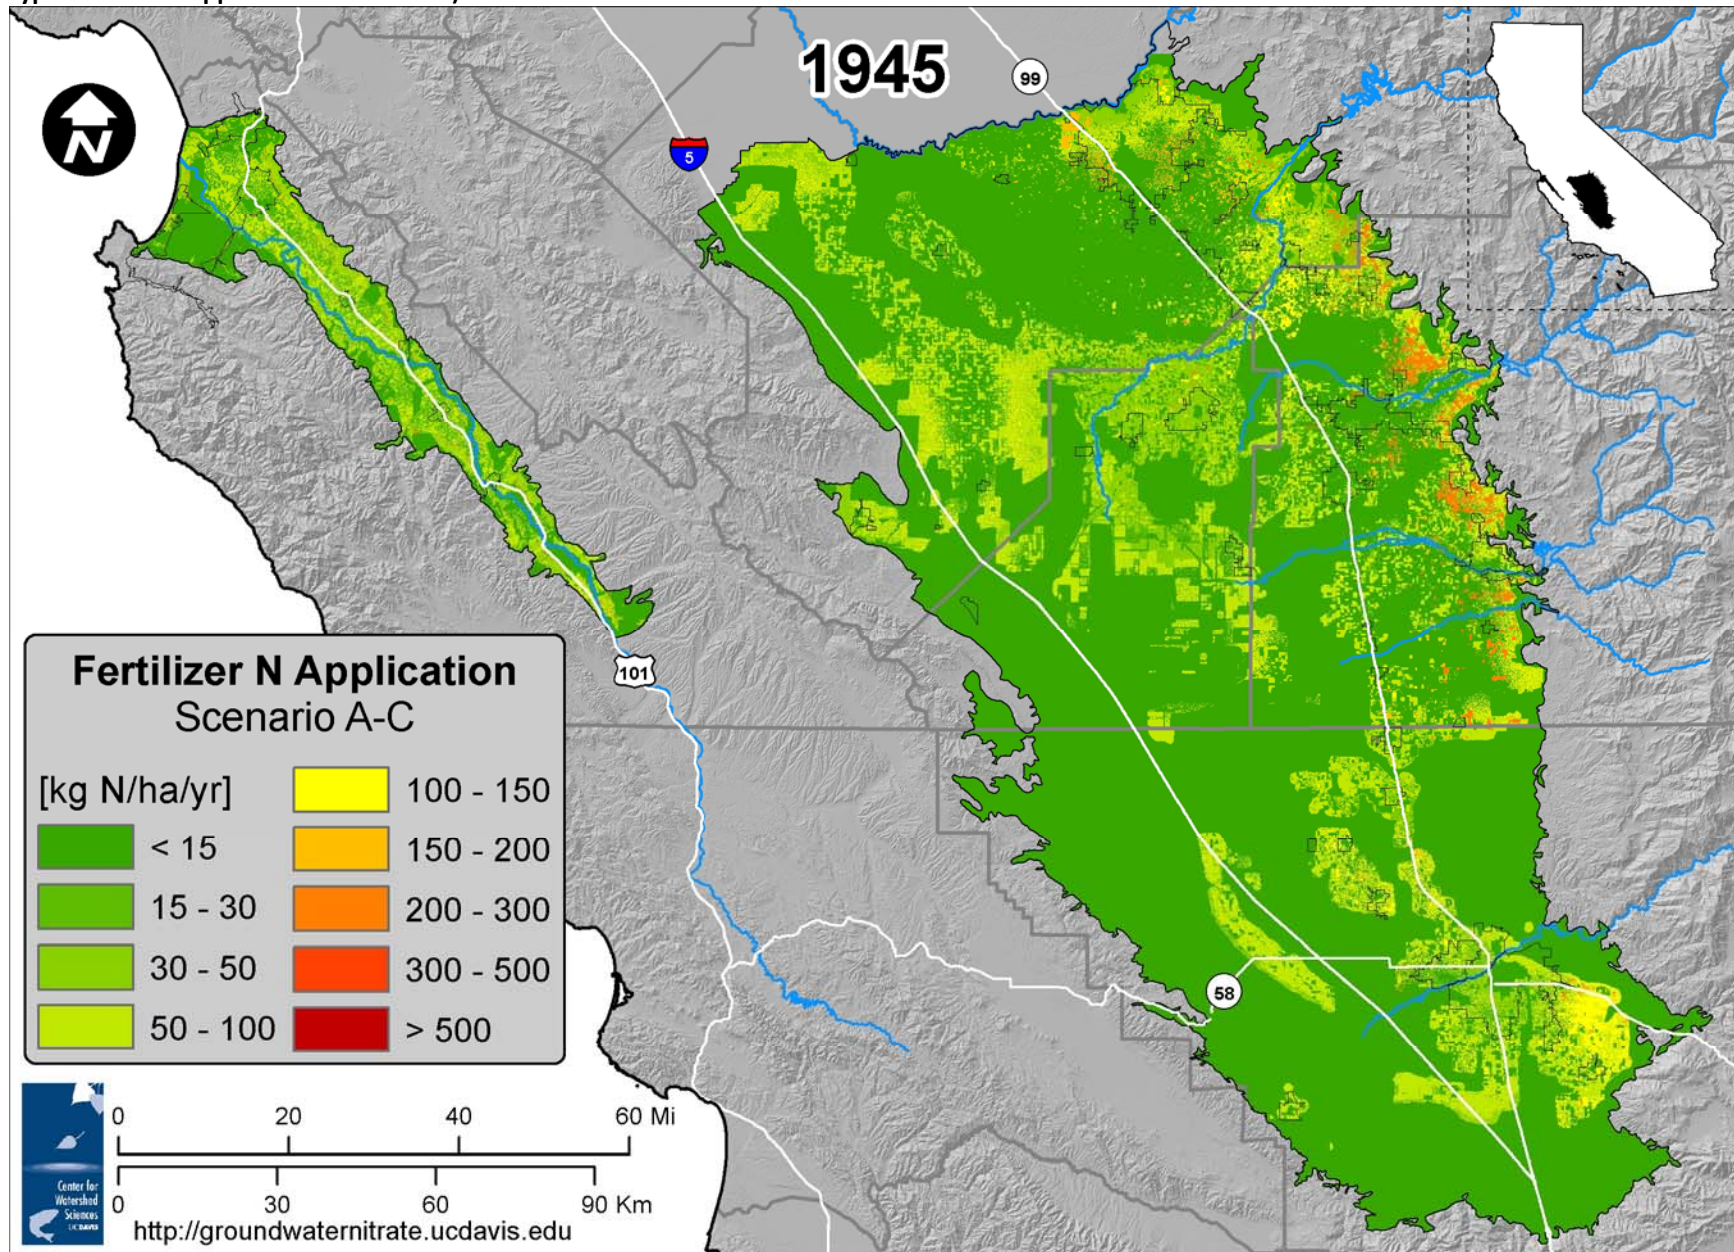 1945
99
5
N
101
58
Fertilizer N Application
Scenario A-C
[kg N/ha/yr]
< 15
15 - 30
30 - 50
50 - 100
100 - 150
150 - 200
200 - 300
300 - 500
> 500
0 20 40 60 Mi
0 30 60 90 Km
Center for
Watershed
Sciences
UC DAVIS
http://groundwaternitrate.ucdavis.edu